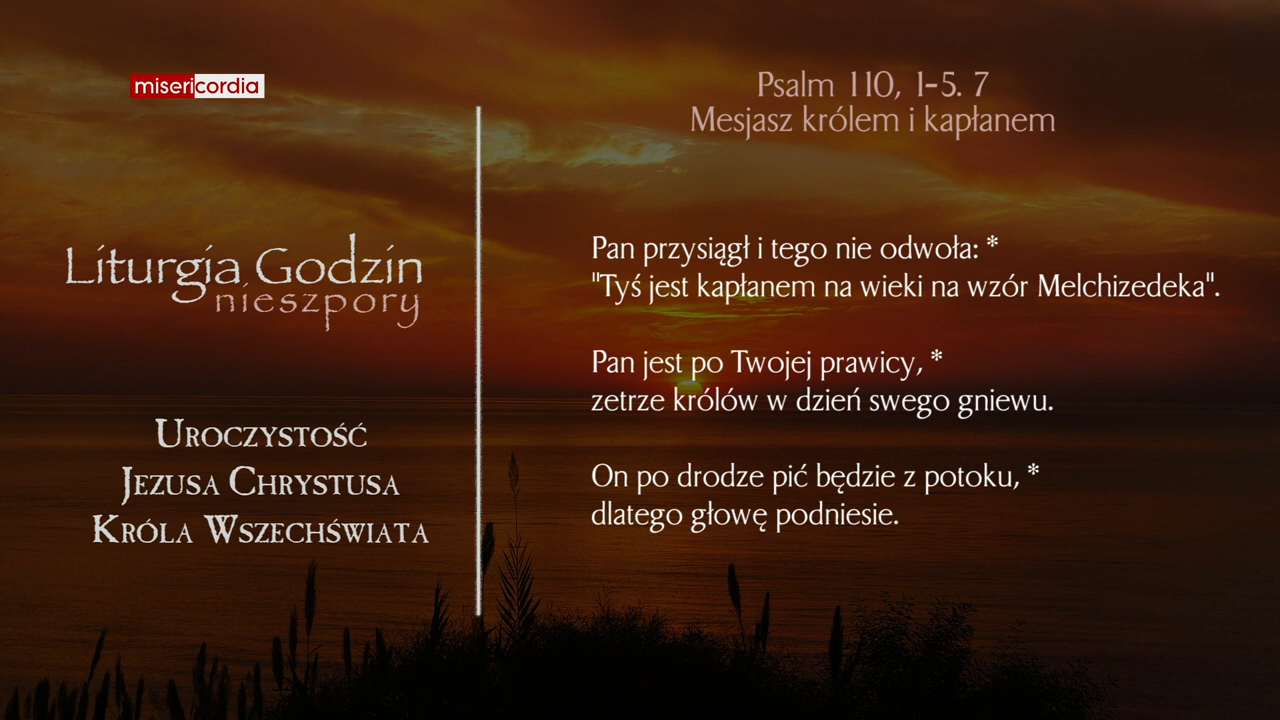 misericordia
Liturgia Godzin
nieszpory
Uroczystość
Jezusa Chrystusa
Króla Wszechświata
Psalm 110, 1-5. 7
Mesjasz królem i kapłanem
Pan przysiągł i tego nie odwoła: *
"Tyś jest kapłanem na wieki na wzór Melchizedeka".
Pan jest po Twojej prawicy, *
zetrze królów w dzień swego gniewu.
On po drodze pić będzie z potoku, *
dlatego głowę podniesie.